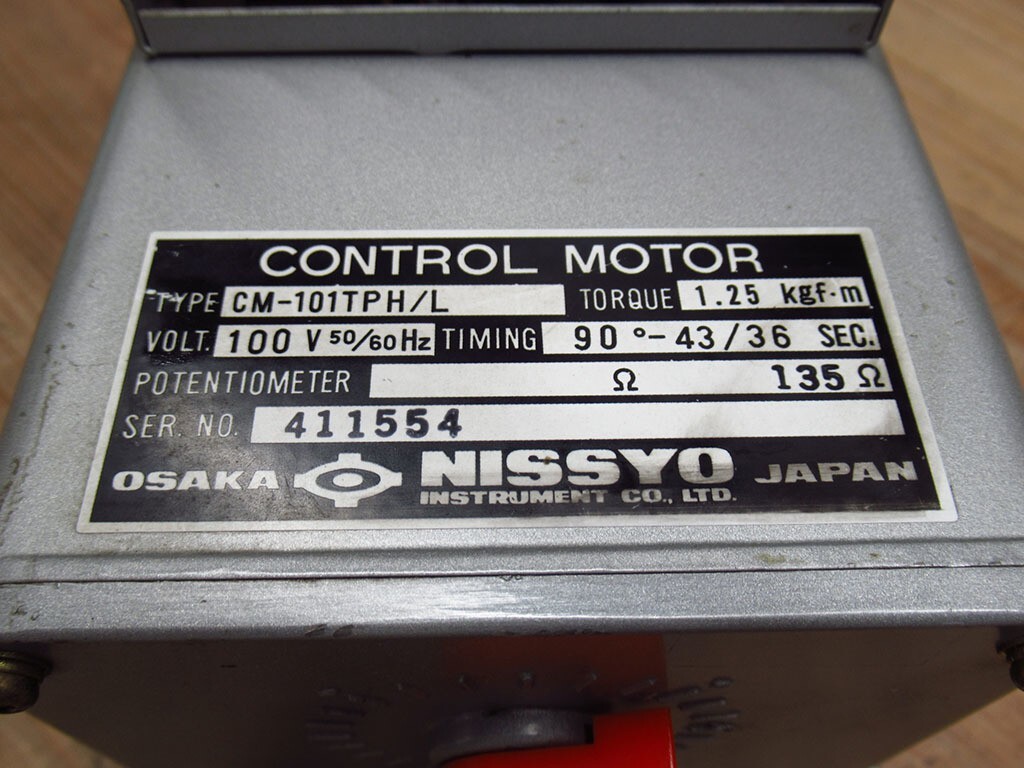 CONTROL MOTOR
TYPE CM-101TPH/L TORQUE 1.25 kgf·m
VOLT. 100 V 50/60 Hz TIMING 90 °- 43/36 SEC.
POTENTIOMETER Ω 135 Ω
SER. NO. 411554
OSAKA NISSYO JAPAN
INSTRUMENT CO., LTD.